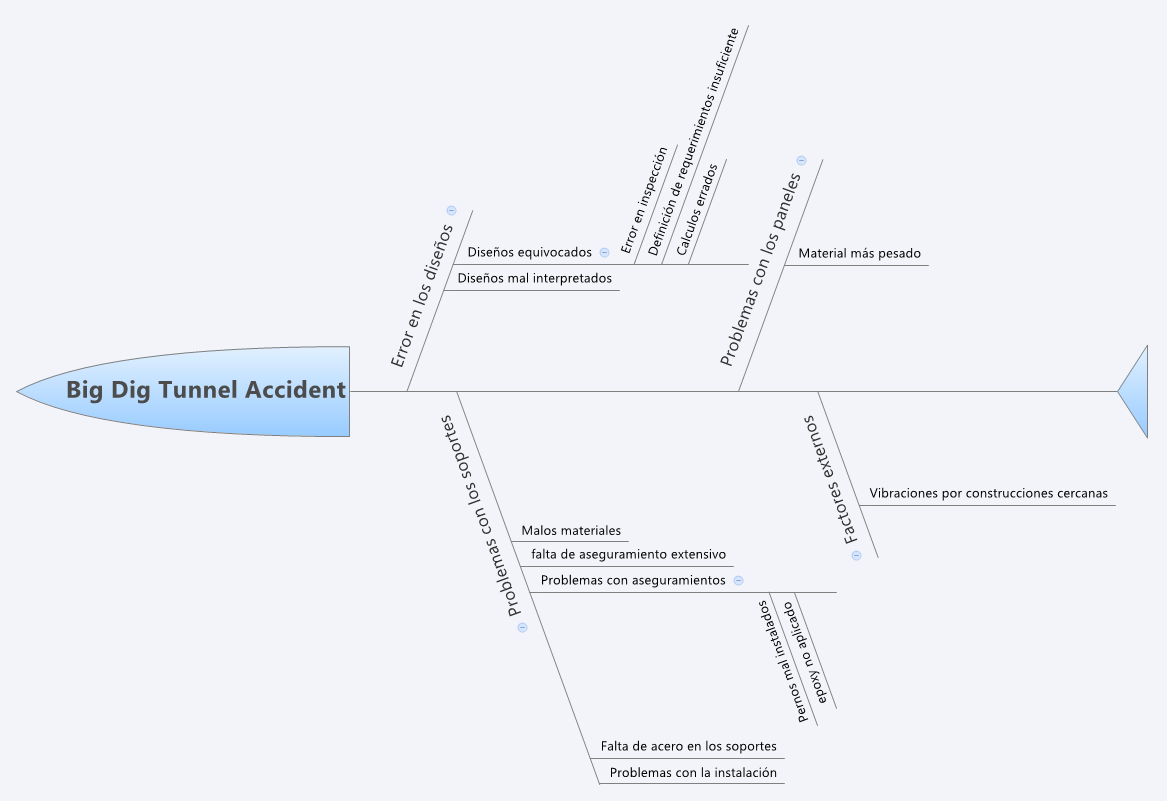 Big Dig Tunnel Accident
Error en los diseños
Diseños equivocados
Error en inspección
Definición de requerimientos insuficiente
Calculos errados
Diseños mal interpretados
Problemas con los paneles
Material más pesado
Problemas con los soportes
Malos materiales
falta de aseguramiento extensivo
Problemas con aseguramientos
Pernos mal instalados
epoxy no aplicado
Falta de acero en los soportes
Problemas con la instalación
Factores externos
Vibraciones por construcciones cercanas